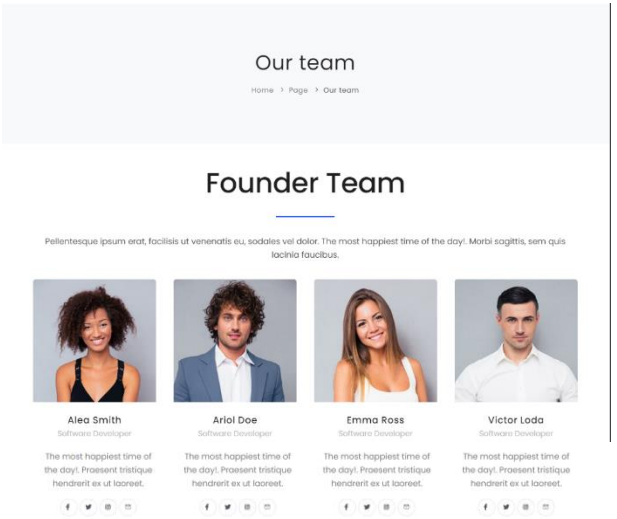 Our team
Home > Page > Our team
Founder Team
Pellentesque ipsum erat, facilisis ut venenatis eu, sodales vel dolor. The most happiest time of the day!. Morbi sagittis, sem quis
lacinia faucibus.
Alea Smith
Software Developer
The most happiest time of
the day!. Praesent tristique
hendrerit ex ut laoreet.
Ariol Doe
Software Developer
The most happiest time of
the day!. Praesent tristique
hendrerit ex ut laoreet.
Emma Ross
Software Developer
The most happiest time of
the day!. Praesent tristique
hendrerit ex ut laoreet.
Victor Loda
Software Developer
The most happiest time of
the day!. Praesent tristique
hendrerit ex ut laoreet.